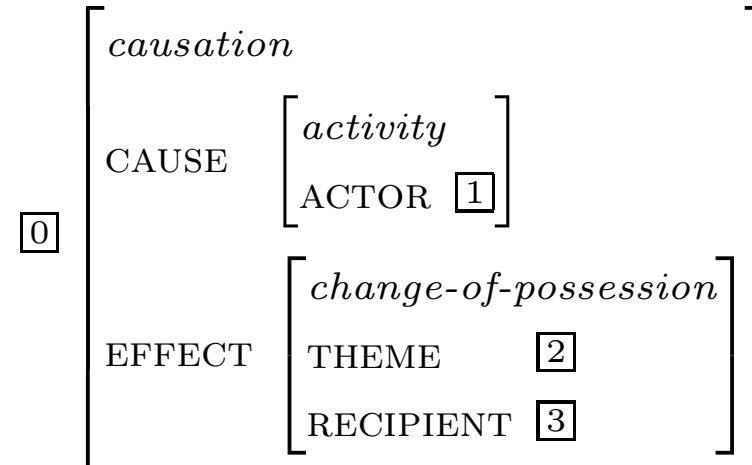 causation
CAUSE
activity
ACTOR 1
0
EFFECT
change-of-possession
THEME 2
RECIPIENT 3